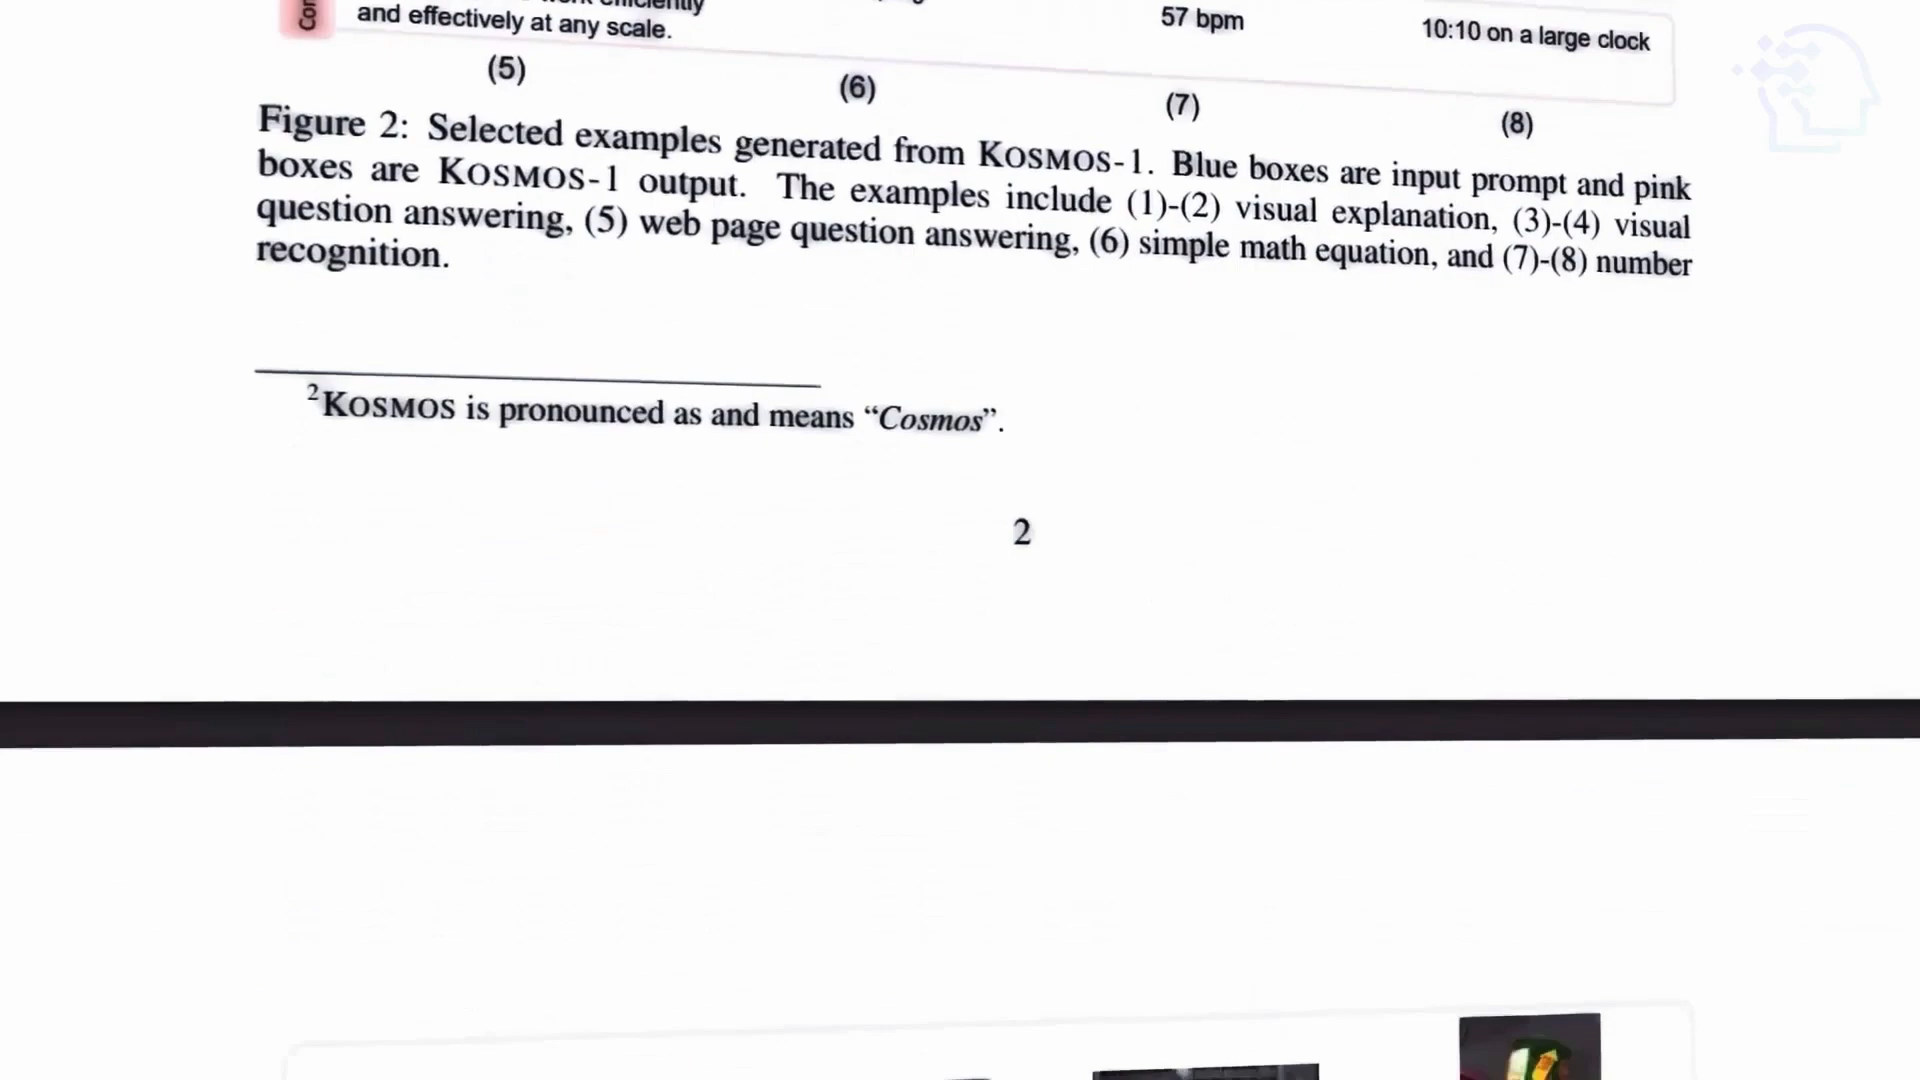 and effectively at any scale.
57 bpm
10:10 on a large clock
(5)
(6)
(7)
(8)
Figure 2: Selected examples generated from KOSMOS-1. Blue boxes are input prompt and pink
boxes are KOSMOS-1 output. The examples include (1)-(2) visual explanation, (3)-(4) visual
question answering, (5) web page question answering, (6) simple math equation, and (7)-(8) number
recognition.
2KOSMOS is pronounced as and means “Cosmos”.
2